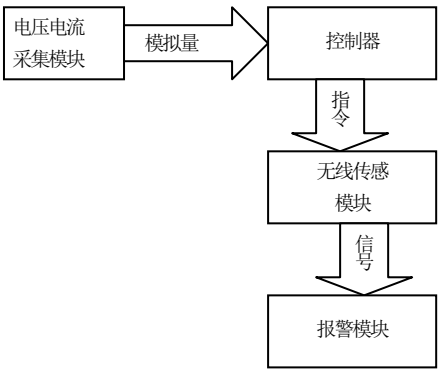 电压电流
采集模块
模拟量
控制器
指令
无线传感
模块
信号
报警模块